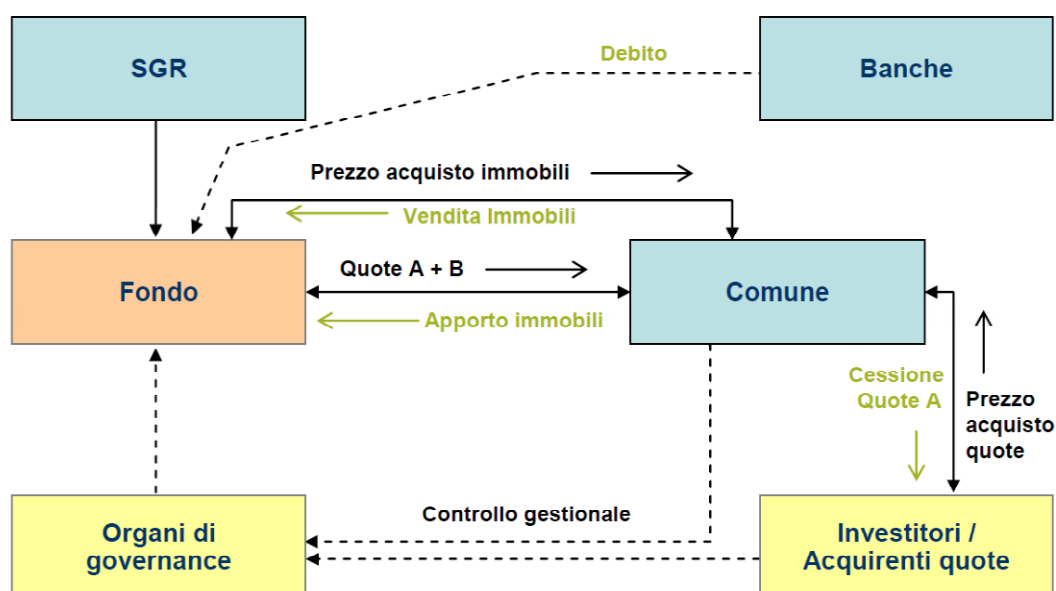 SGR
Debito
Banche
Prezzo acquisto immobili
Vendita Immobili
Fondo
Quote A + B
Apporto immobili
Comune
Cessione
Quote A
Prezzo
acquisto
quote
Organi di
governance
Controllo gestionale
Investitori /
Acquirenti quote